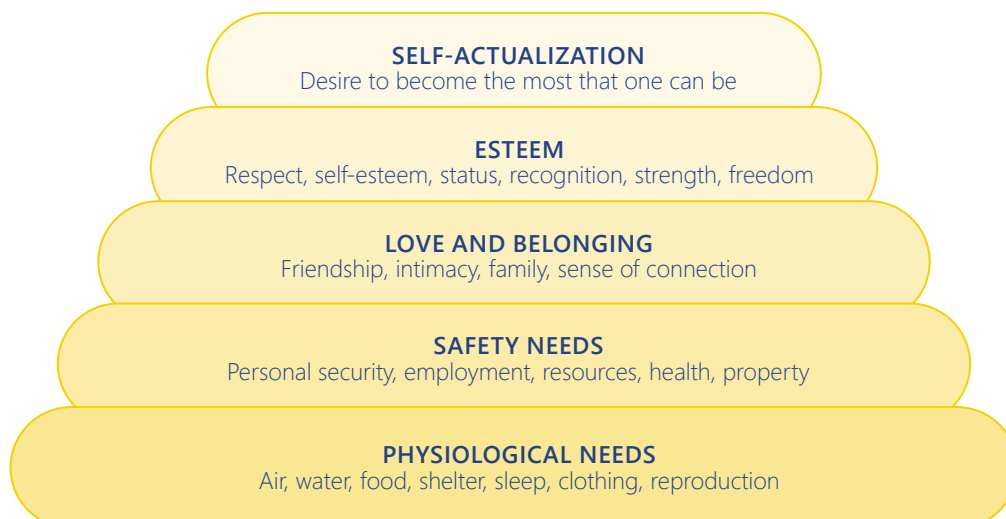 SELF-ACTUALIZATION
Desire to become the most that one can be
ESTEEM
Respect, self-esteem, status, recognition, strength, freedom
LOVE AND BELONGING
Friendship, intimacy, family, sense of connection
SAFETY NEEDS
Personal security, employment, resources, health, property
PHYSIOLOGICAL NEEDS
Air, water, food, shelter, sleep, clothing, reproduction